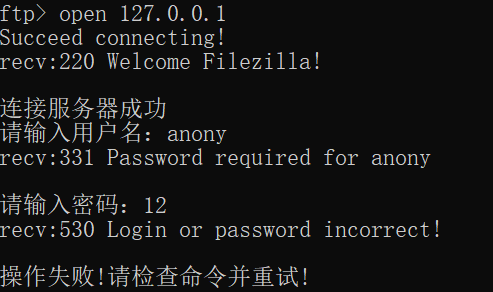 ftp> open 127.0.0.1
Succeed connecting!
recv:220 Welcome Filezilla!
连接服务器成功
请输入用户名：anony
recv:331 Password required for anony
请输入密码：12
recv:530 Login or password incorrect!
操作失败!请检查命令并重试!